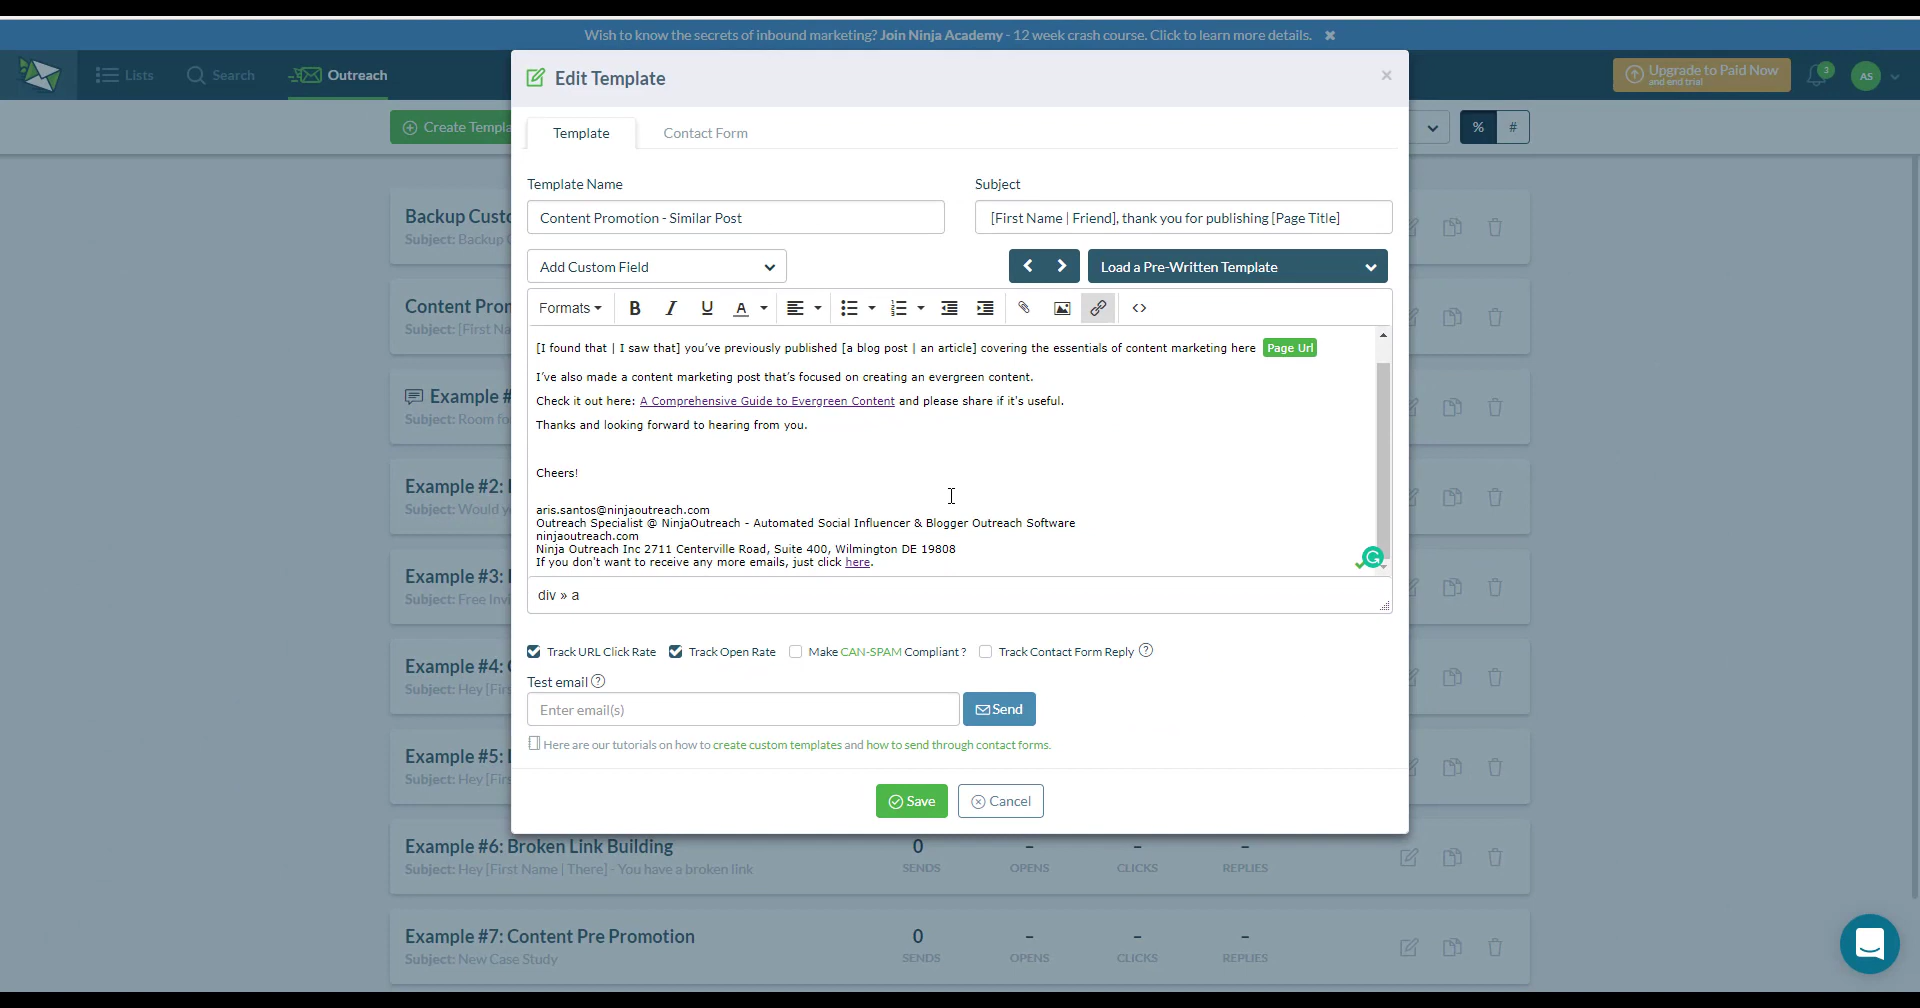 Wish to know the secrets of inbound marketing? Join Ninja Academy - 12 week crash course. Click to learn more details. ×
Lists
Search
Outreach
Upgrade to Paid Now
and end trial
3
AS
Edit Template
×
Create Templa
%
#
Template
Contact Form
Template Name
Subject
Content Promotion - Similar Post
[First Name | Friend], thank you for publishing [Page Title]
Add Custom Field
Load a Pre-Written Template
Formats
B I U A
[I found that | I saw that] you've previously published [a blog post | an article] covering the essentials of content marketing here Page Url
I've also made a content marketing post that's focused on creating an evergreen content.
Check it out here: A Comprehensive Guide to Evergreen Content and please share if it's useful.
Thanks and looking forward to hearing from you.
Cheers!
aris.santos@ninjaoutreach.com
Outreach Specialist @ NinjaOutreach - Automated Social Influencer & Blogger Outreach Software
ninjaoutreach.com
Ninja Outreach Inc 2711 Centerville Road, Suite 400, Wilmington DE 19808
If you don't want to receive any more emails, just click here.
div » a
Track URL Click Rate
Track Open Rate
Make CAN-SPAM Compliant ?
Track Contact Form Reply ?
Test email ?
Enter email(s)
Send
Here are our tutorials on how to create custom templates and how to send through contact forms.
Save
Cancel
Backup Custo
Subject: Backup
Content Pron
Subject: [First Na
Example #
Subject: Room fo
Example #2:
Subject: Would y
Example #3:
Subject: Free Inv
Example #4:
Subject: Hey [Firs
Example #5:
Subject: Hey [Firs
Example #6: Broken Link Building
Subject: Hey [First Name | There] - You have a broken link
0 – – –
SENDS OPENS CLICKS REPLIES
Example #7: Content Pre Promotion
Subject: New Case Study
0 – – –
SENDS OPENS CLICKS REPLIES